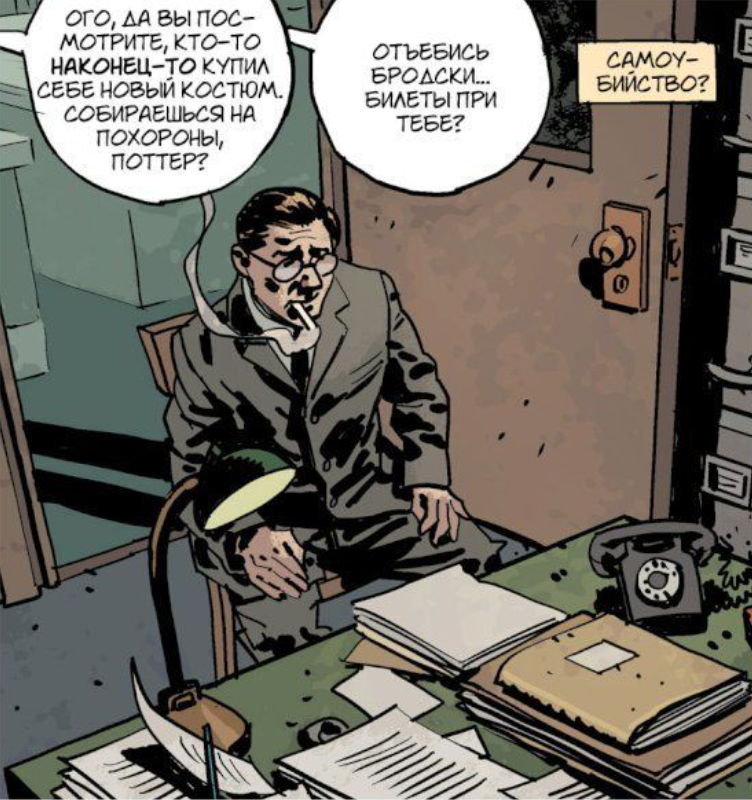 ОГО, ДА ВЫ ПОС-
МОТРИТЕ, КТО-ТО
НАКОНЕЦ-ТО КУПИЛ
СЕБЕ НОВЫЙ КОСТЮМ.
СОБИРАЕШЬСЯ НА
ПОХОРОНЫ,
ПОТТЕР?
ОТЪЕБИСЬ
БРОДСКИ...
БИЛЕТЫ ПРИ
ТЕБЕ?
САМОУ-
БИЙСТВО?